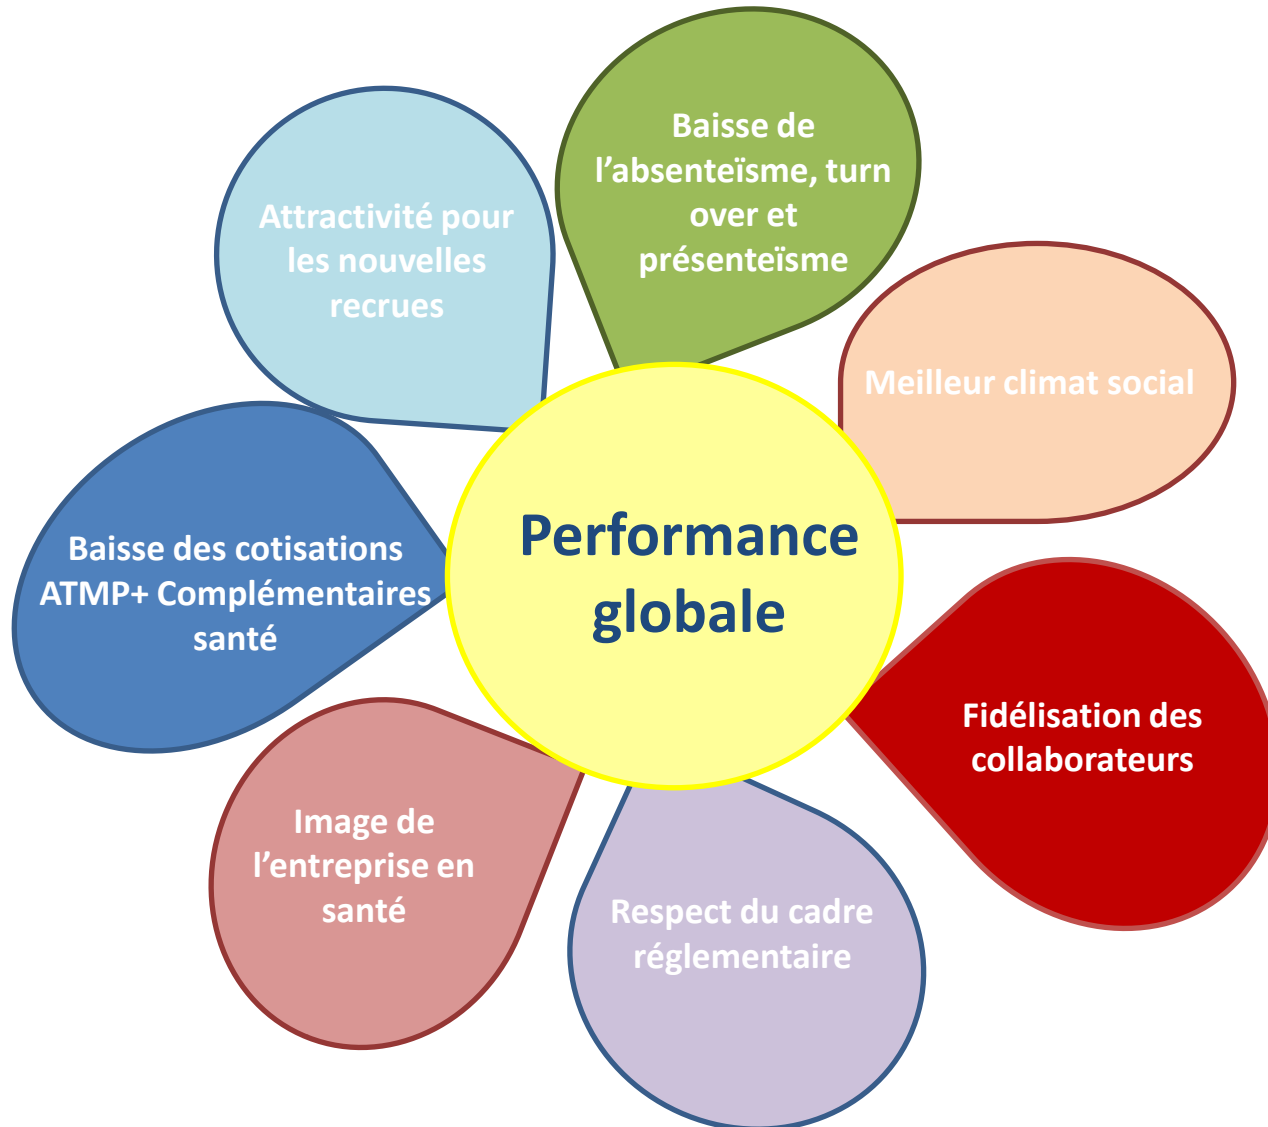 Baisse de
l’absenteïsme, turn
over et
présenteïsme
Attractivité pour
les nouvelles
recrues
Meilleur climat social
Performance
globale
Baisse des cotisations
ATMP+ Complémentaires
santé
Fidélisation des
collaborateurs
Image de
l’entreprise en
santé
Respect du cadre
réglementaire